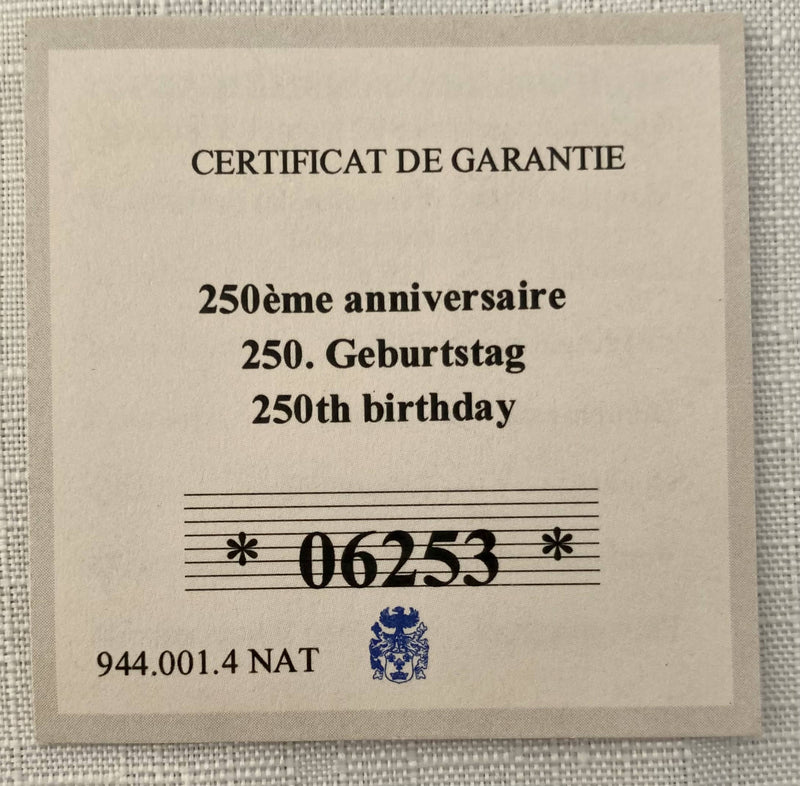 CERTIFICAT DE GARANTIE
250ème anniversaire
250. Geburtstag
250th birthday
* 06253 *
944.001.4 NAT